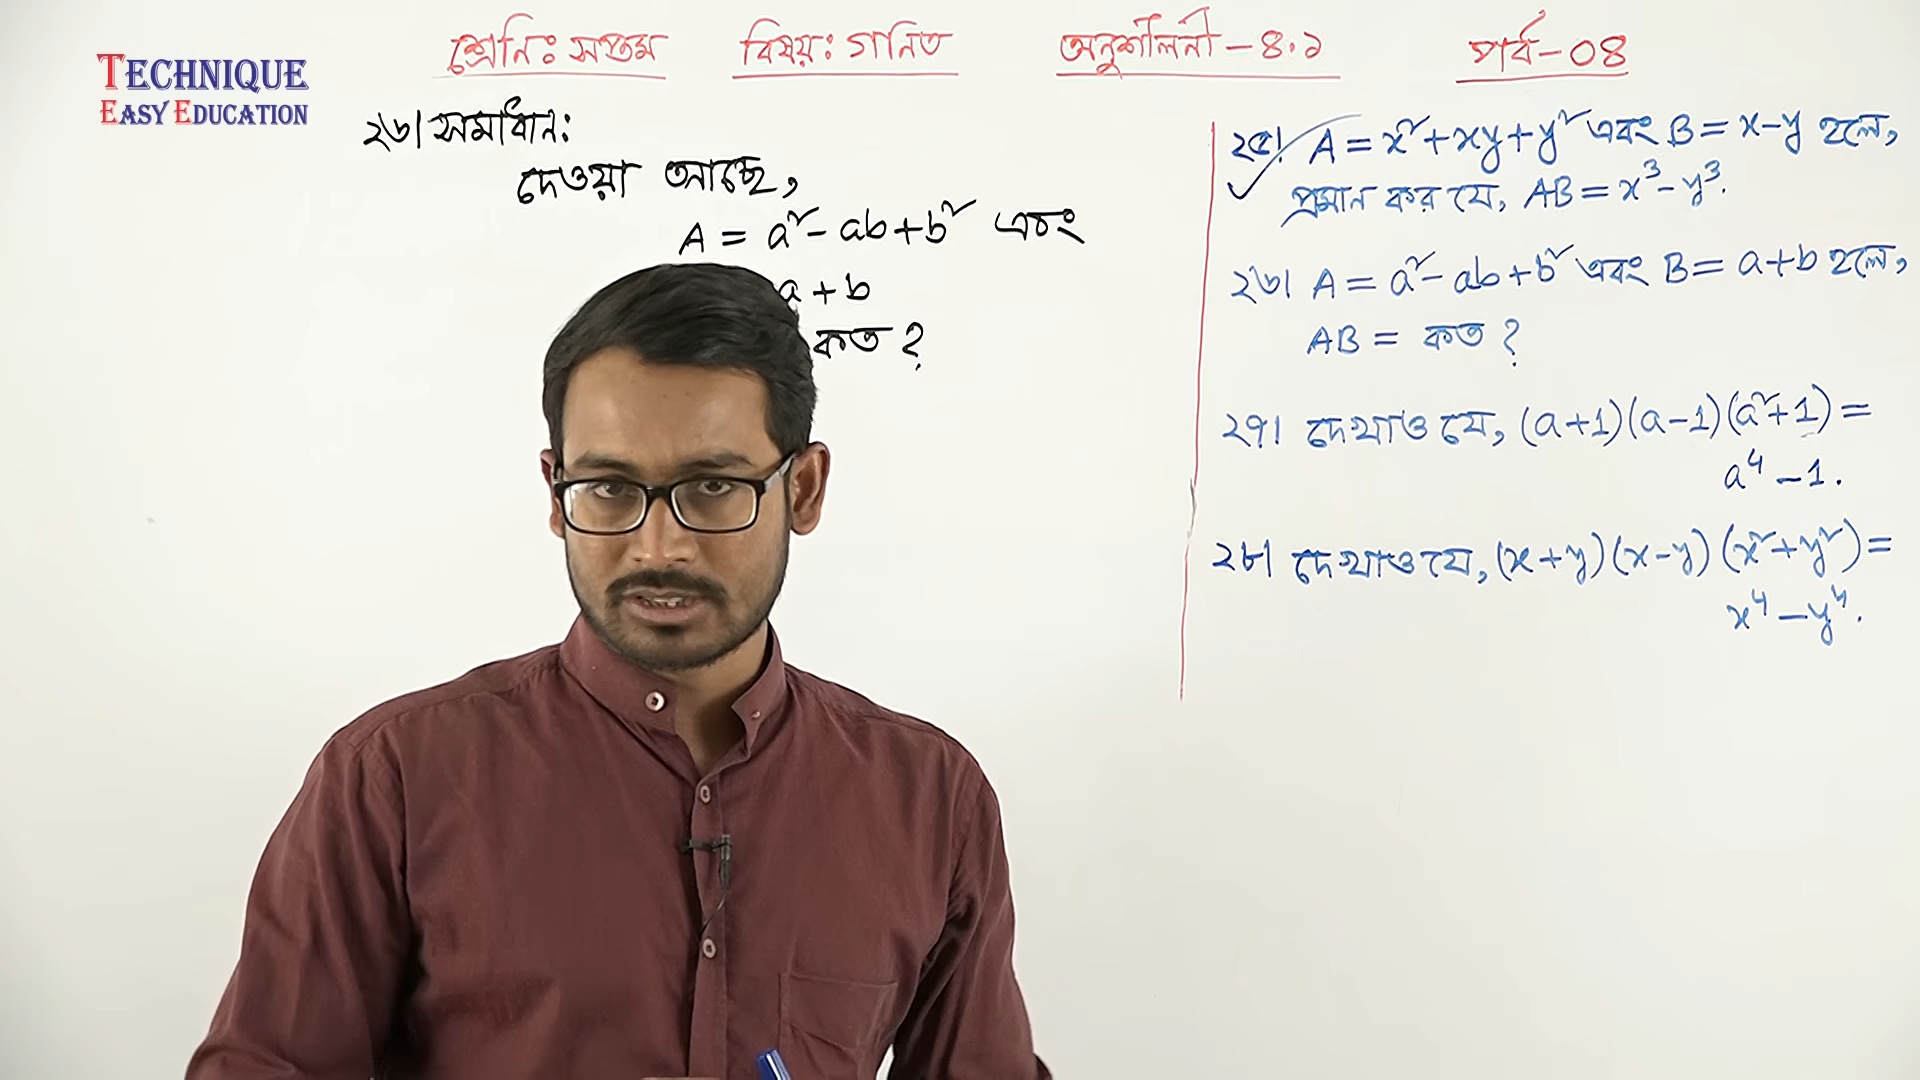 TECHNIQUE
EASY EDUCATION
শ্রেনিঃ সপ্তম বিষয়ঃ গনিত অনুশীলনী-৪.১ পর্ব-০৪
২৬। সমাধান:
দেওয়া আছে,
A = a² - ab + b² এবং
a + b
কত ?
২৫। A = x² + xy + y² এবং B = x - y হলে,
প্রমান কর যে, AB = x³ - y³.
২৬। A = a² - ab + b² এবং B = a + b হলে,
AB = কত ?
২৭। দেখাও যে, (a+1)(a-1)(a²+1) =
a⁴ - 1.
২৮। দেখাও যে, (x+y)(x-y)(x²+y²) =
x⁴ - y⁴.